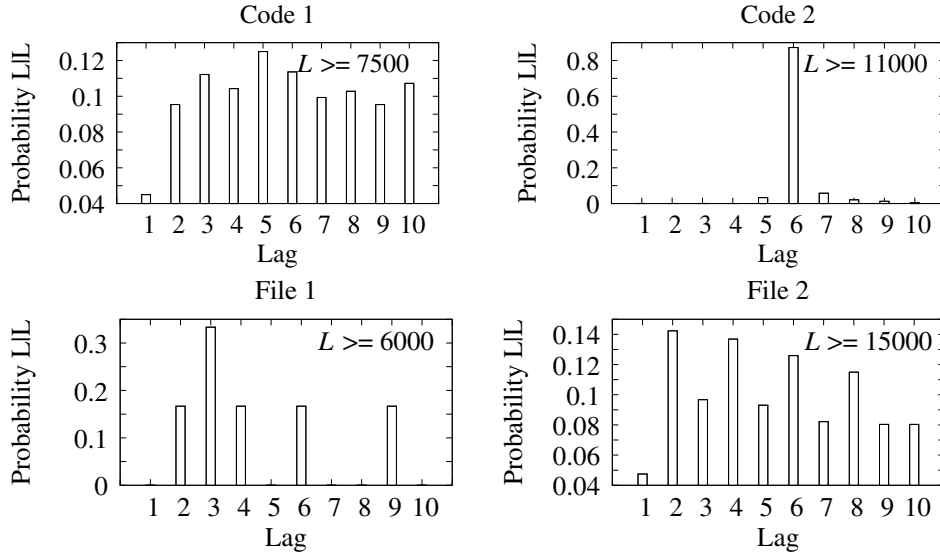 Code 1
Probability L|L
0.12
0.1
0.08
0.06
0.04
L >= 7500
1 2 3 4 5 6 7 8 9 10
Lag
Code 2
Probability L|L
0.8
0.6
0.4
0.2
0
L >= 11000
1 2 3 4 5 6 7 8 9 10
Lag
File 1
Probability L|L
0.3
0.2
0.1
0
L >= 6000
1 2 3 4 5 6 7 8 9 10
Lag
File 2
Probability L|L
0.14
0.12
0.1
0.08
0.06
0.04
L >= 15000
1 2 3 4 5 6 7 8 9 10
Lag